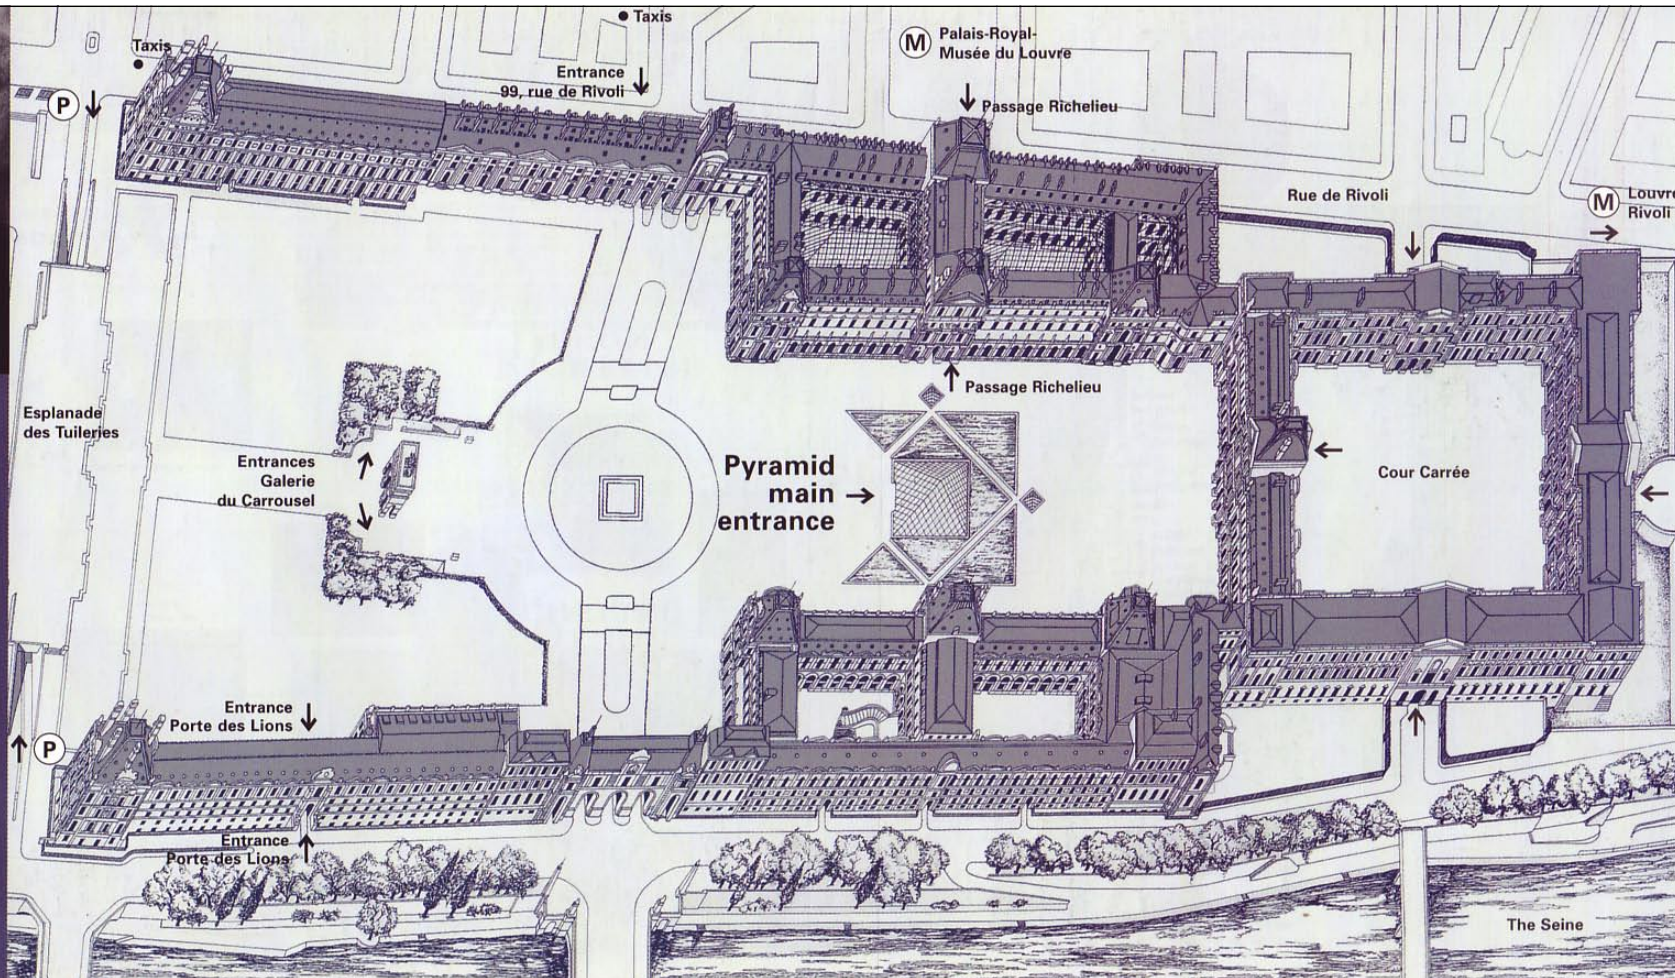 Taxis
Taxis
M
Palais-Royal-
Musée du Louvre
Entrance
99, rue de Rivoli
P
Passage Richelieu
Rue de Rivoli
M
Louvre
Rivoli
Passage Richelieu
Esplanade
des Tuileries
Entrances
Galerie
du Carrousel
Pyramid
main
entrance
Cour Carrée
Entrance
Porte des Lions
P
Entrance
Porte des Lions
The Seine